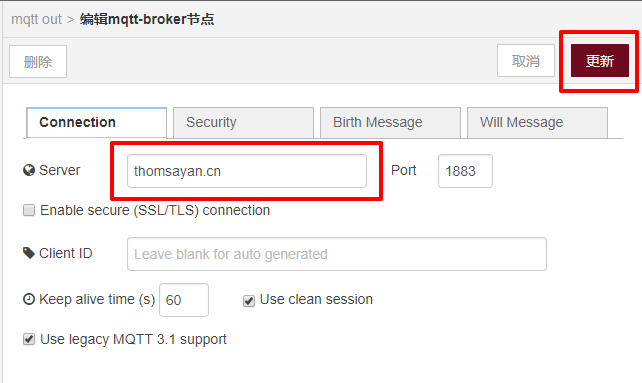 mqtt out > 编辑mqtt-broker节点
删除 取消 更新
Connection Security Birth Message Will Message
Server thomsayan.cn Port 1883
Enable secure (SSL/TLS) connection
Client ID Leave blank for auto generated
Keep alive time (s) 60 Use clean session
Use legacy MQTT 3.1 support